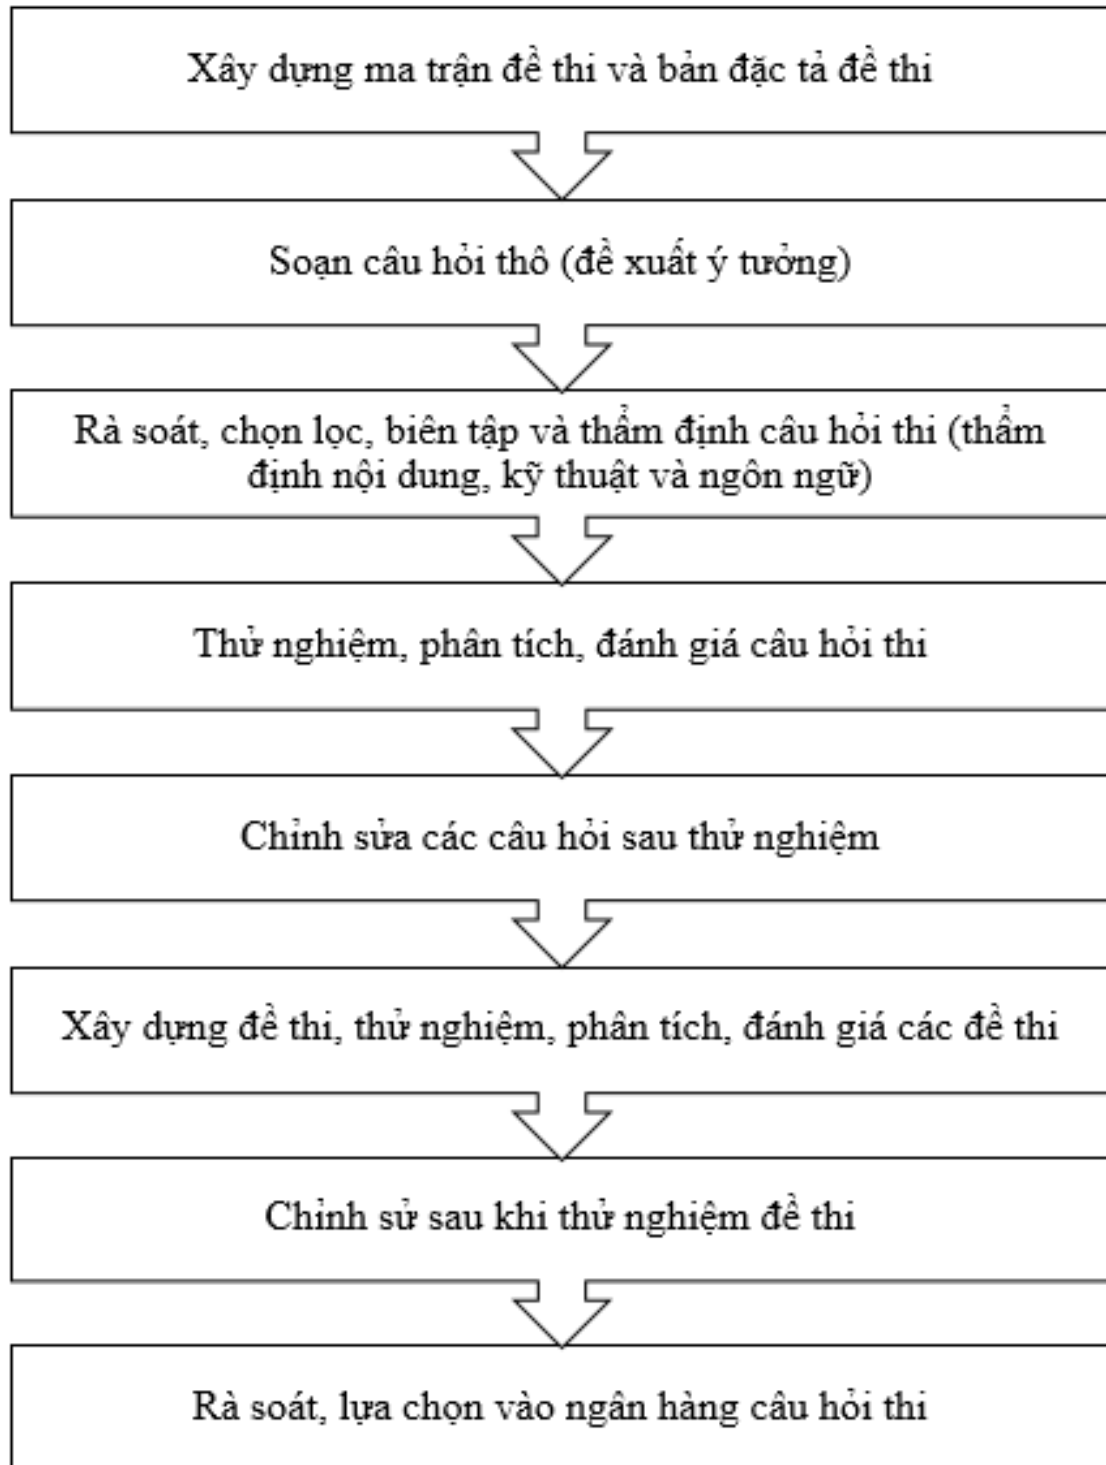 Xây dựng ma trận đề thi và bản đặc tả đề thi
Soạn câu hỏi thô (đề xuất ý tưởng)
Rà soát, chọn lọc, biên tập và thẩm định câu hỏi thi (thẩm
định nội dung, kỹ thuật và ngôn ngữ)
Thử nghiệm, phân tích, đánh giá câu hỏi thi
Chỉnh sửa các câu hỏi sau thử nghiệm
Xây dựng đề thi, thử nghiệm, phân tích, đánh giá các đề thi
Chỉnh sử sau khi thử nghiệm đề thi
Rà soát, lựa chọn vào ngân hàng câu hỏi thi